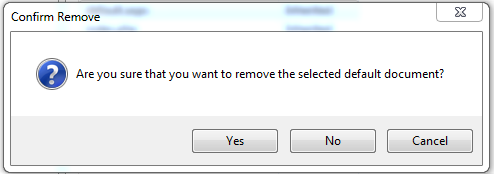 Confirm Remove
Are you sure that you want to remove the selected default document?
Yes
No
Cancel